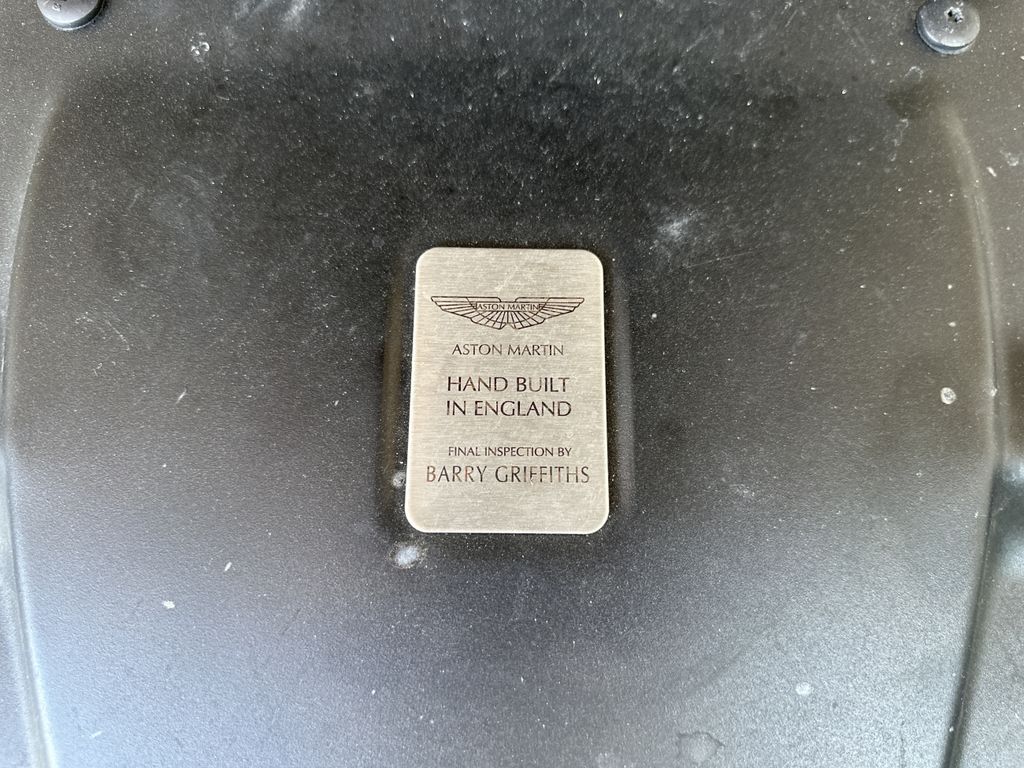 ASTON MARTIN
ASTON MARTIN
HAND BUILT
IN ENGLAND
FINAL INSPECTION BY
BARRY GRIFFITHS